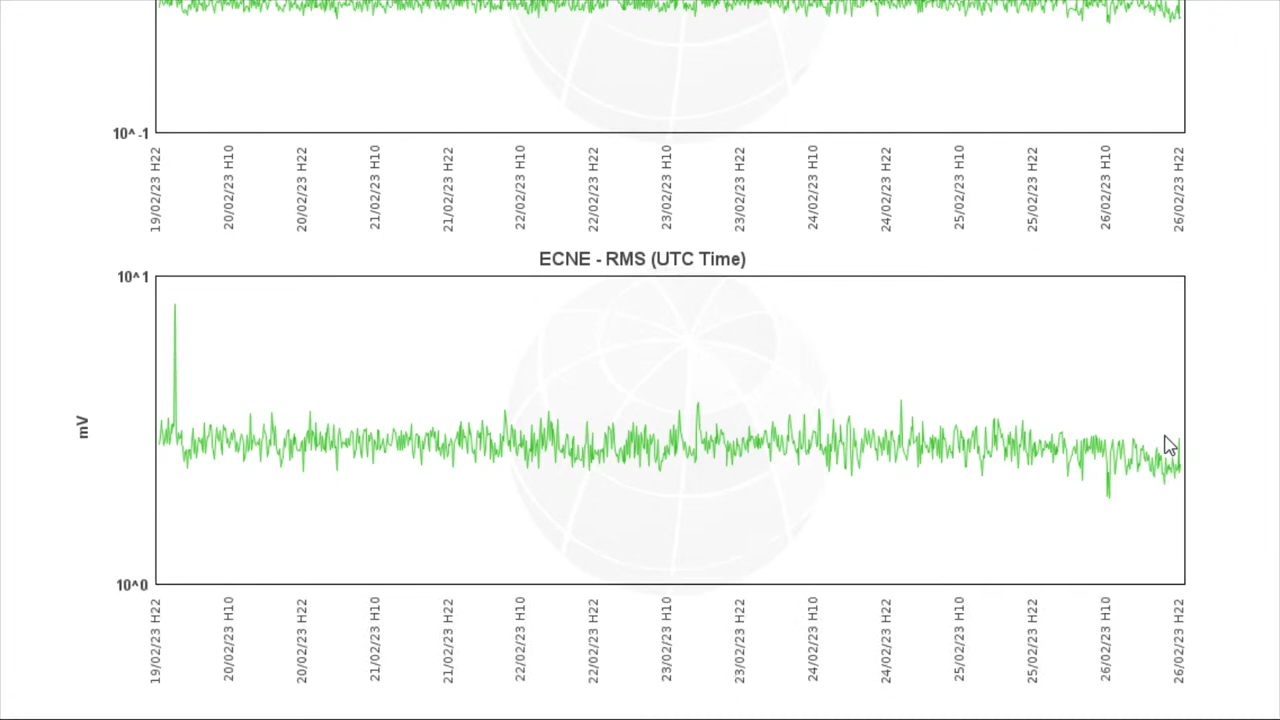 10^-1
19/02/23 H22
20/02/23 H10
20/02/23 H22
21/02/23 H10
21/02/23 H22
22/02/23 H10
22/02/23 H22
23/02/23 H10
23/02/23 H22
24/02/23 H10
24/02/23 H22
25/02/23 H10
25/02/23 H22
26/02/23 H10
26/02/23 H22
ECNE - RMS (UTC Time)
10^1
mV
10^0
19/02/23 H22
20/02/23 H10
20/02/23 H22
21/02/23 H10
21/02/23 H22
22/02/23 H10
22/02/23 H22
23/02/23 H10
23/02/23 H22
24/02/23 H10
24/02/23 H22
25/02/23 H10
25/02/23 H22
26/02/23 H10
26/02/23 H22